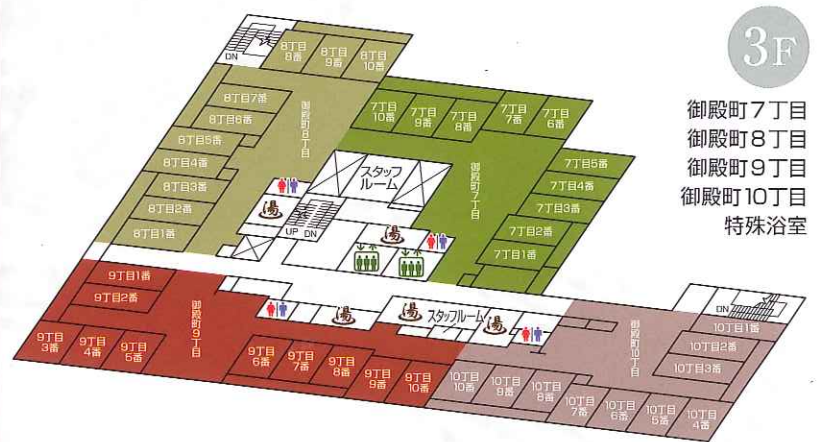 3F
御殿町7丁目
御殿町8丁目
御殿町9丁目
御殿町10丁目
特殊浴室
DN
8丁目
9番
8丁目
9番
8丁目
10番
8丁目7番
8丁目6番
8丁目5番
8丁目4番
8丁目3番
8丁目2番
8丁目1番
御殿町8丁目
7丁目
10番
7丁目
9番
7丁目
8番
7丁目
7番
7丁目
6番
7丁目5番
7丁目4番
7丁目3番
7丁目2番
7丁目1番
御殿町7丁目
スタッフ
ルーム
湯
UP DN
湯
9丁目1番
9丁目2番
9丁目
3番
9丁目
4番
9丁目
5番
御殿町9丁目
9丁目
6番
9丁目
7番
9丁目
8番
9丁目
9番
9丁目
10番
湯
湯
スタッフルーム
湯
DN
御殿町10丁目
10丁目1番
10丁目2番
10丁目3番
10丁目
10番
10丁目
9番
10丁目
8番
10丁目
7番
10丁目
6番
10丁目
5番
10丁目
4番